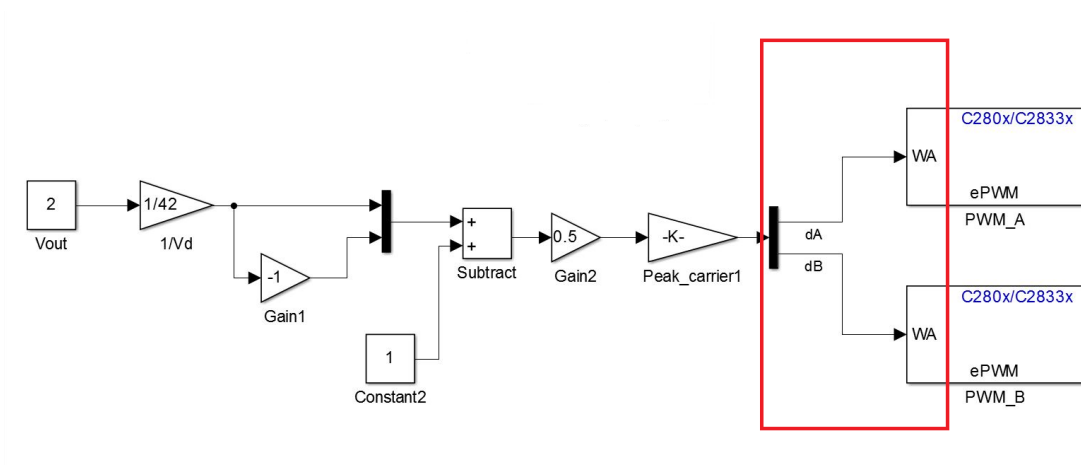 2
Vout
1/42
1/Vd
-1
Gain1
1
Constant2
+
+
Subtract
0.5
Gain2
-K-
Peak_carrier1
dA
dB
C280x/C2833x
WA
ePWM
PWM_A
C280x/C2833x
WA
ePWM
PWM_B